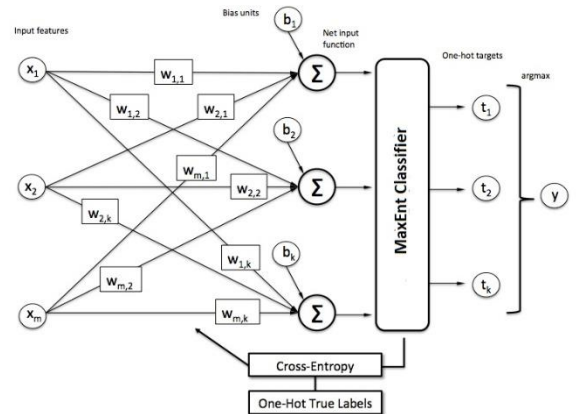 Input features
Bias units
Net input
function
One-hot targets
argmax
b1
x1
w1,1
Σ
t1
w1,2
w2,1
b2
wm,1
x2
w2,2
Σ
MaxEnt Classifier
t2
y
w2,k
w1,k
bk
wm,2
xm
wm,k
Σ
tk
Cross-Entropy
One-Hot True Labels